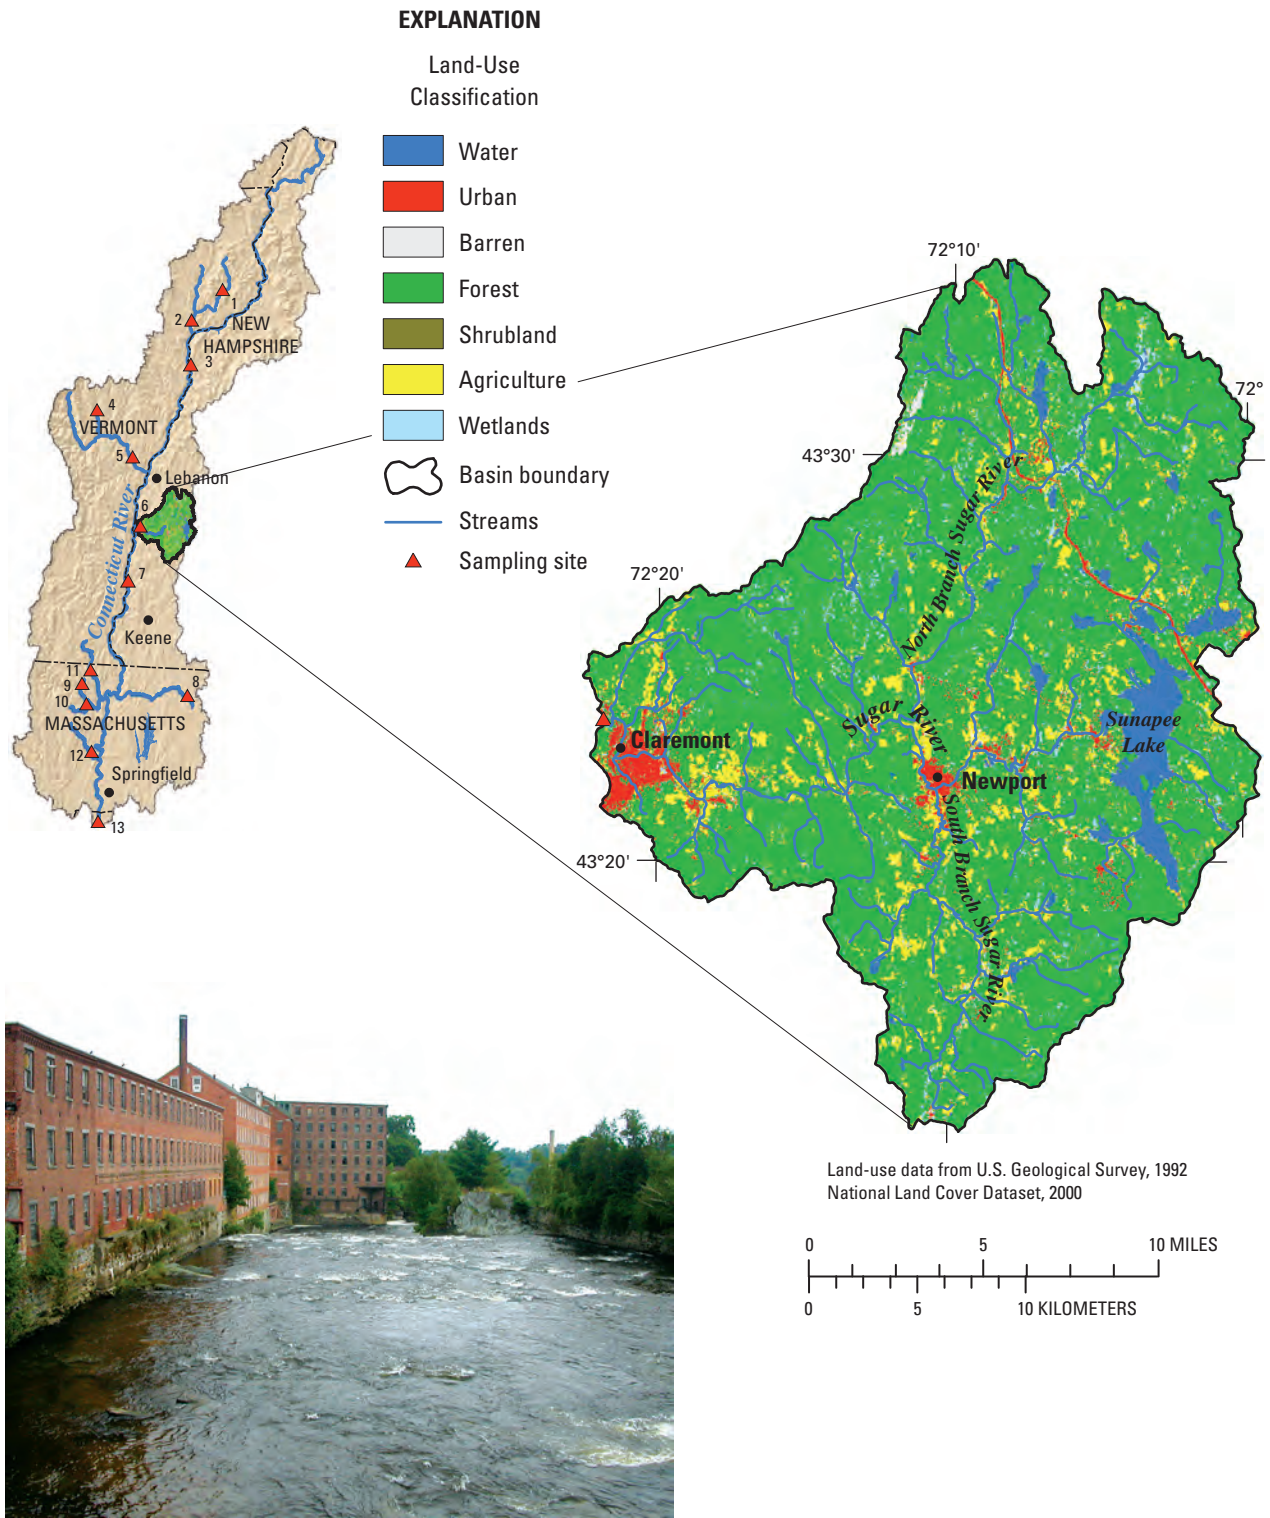 EXPLANATION
Land-Use
Classification
Water
Urban
Barren
Forest
Shrubland
Agriculture
Wetlands
Basin boundary
Streams
Sampling site
1
2
NEW
HAMPSHIRE
3
4
VERMONT
5
Lebanon
6
Connecticut River
7
Keene
11
9
8
10
MASSACHUSETTS
12
Springfield
13
72°10'
72°
43°30'
72°20'
43°20'
North Branch Sugar River
Sugar River
Claremont
Newport
Sunapee
Lake
South Branch Sugar River
Land-use data from U.S. Geological Survey, 1992
National Land Cover Dataset, 2000
0 5 10 MILES
0 5 10 KILOMETERS